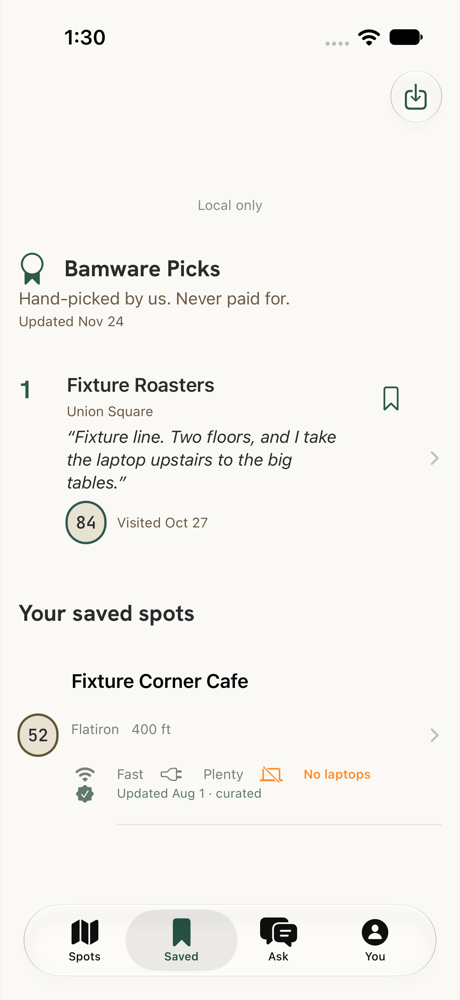 1:30
Local only
Bamware Picks
Hand-picked by us. Never paid for.
Updated Nov 24
1
Fixture Roasters
Union Square
“Fixture line. Two floors, and I take
the laptop upstairs to the big
tables.”
84
Visited Oct 27
Your saved spots
Fixture Corner Cafe
52
Flatiron 400 ft
Fast Plenty No laptops
Updated Aug 1 · curated
Spots Saved Ask You